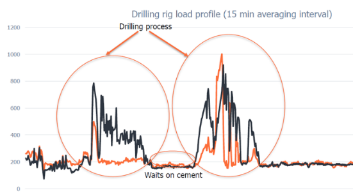 Drilling rig load profile (15 min averaging interval)
Drilling process
1200
1000
800
600
400
200
0
Waits on cement